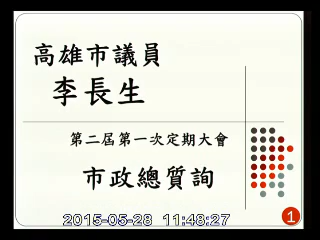 高雄市議員
李長生
第二屆第一次定期大會
市政總質詢
2015-05-28 11:48:27
1